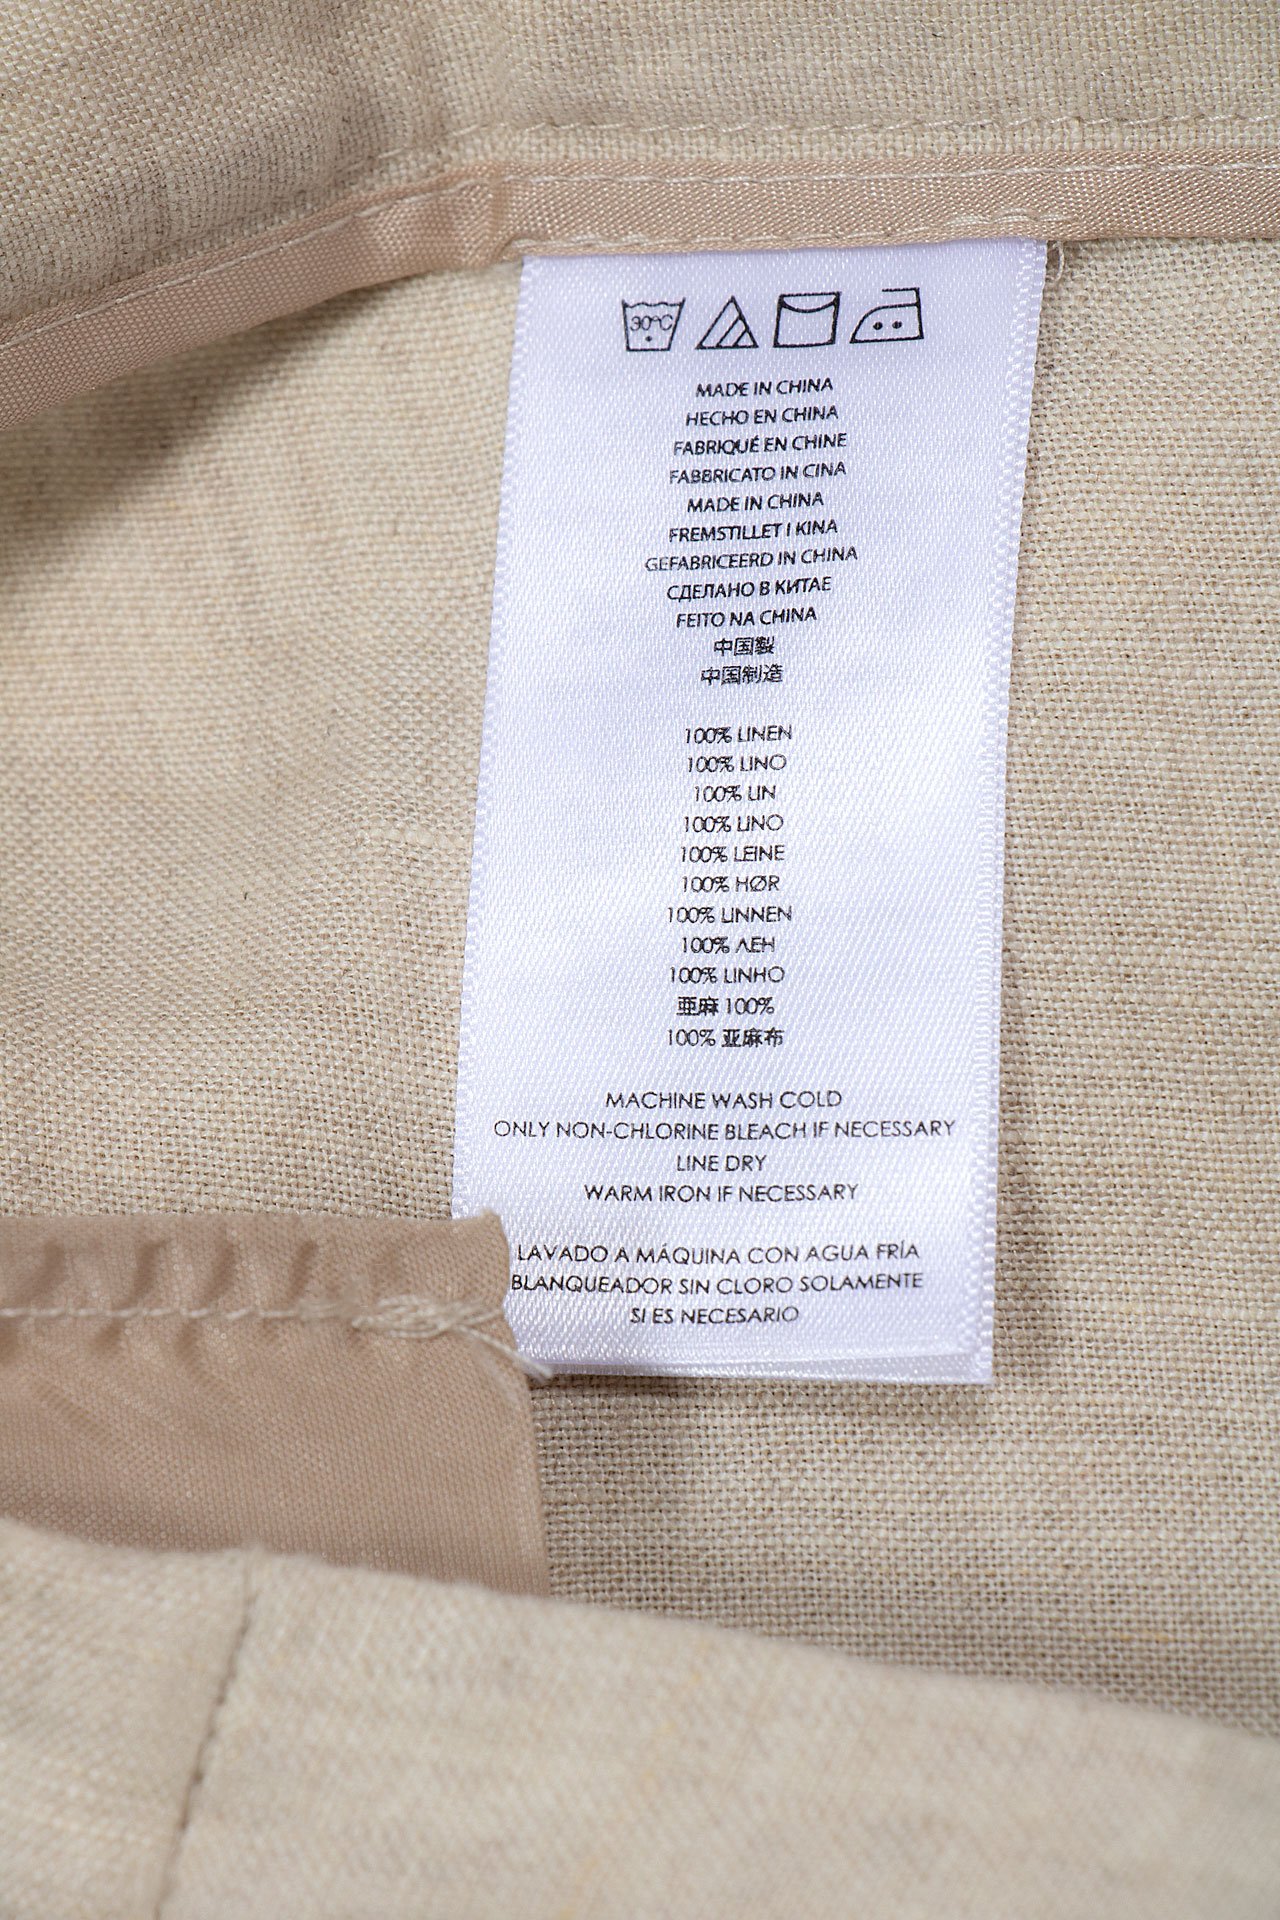 30°C
MADE IN CHINA
HECHO EN CHINA
FABRIQUÉ EN CHINE
FABBRICATO IN CINA
MADE IN CHINA
FREMSTILLET I KINA
GEFABRICEERD IN CHINA
СДЕЛАНО В КИТАЕ
FEITO NA CHINA
中国製
中国制造
100% LINEN
100% LINO
100% LIN
100% LINO
100% LEINE
100% HØR
100% LINNEN
100% ЛЕН
100% LINHO
亜麻 100%
100% 亚麻布
MACHINE WASH COLD
ONLY NON-CHLORINE BLEACH IF NECESSARY
LINE DRY
WARM IRON IF NECESSARY
LAVADO A MÁQUINA CON AGUA FRÍA
BLANQUEADOR SIN CLORO SOLAMENTE
SI ES NECESARIO